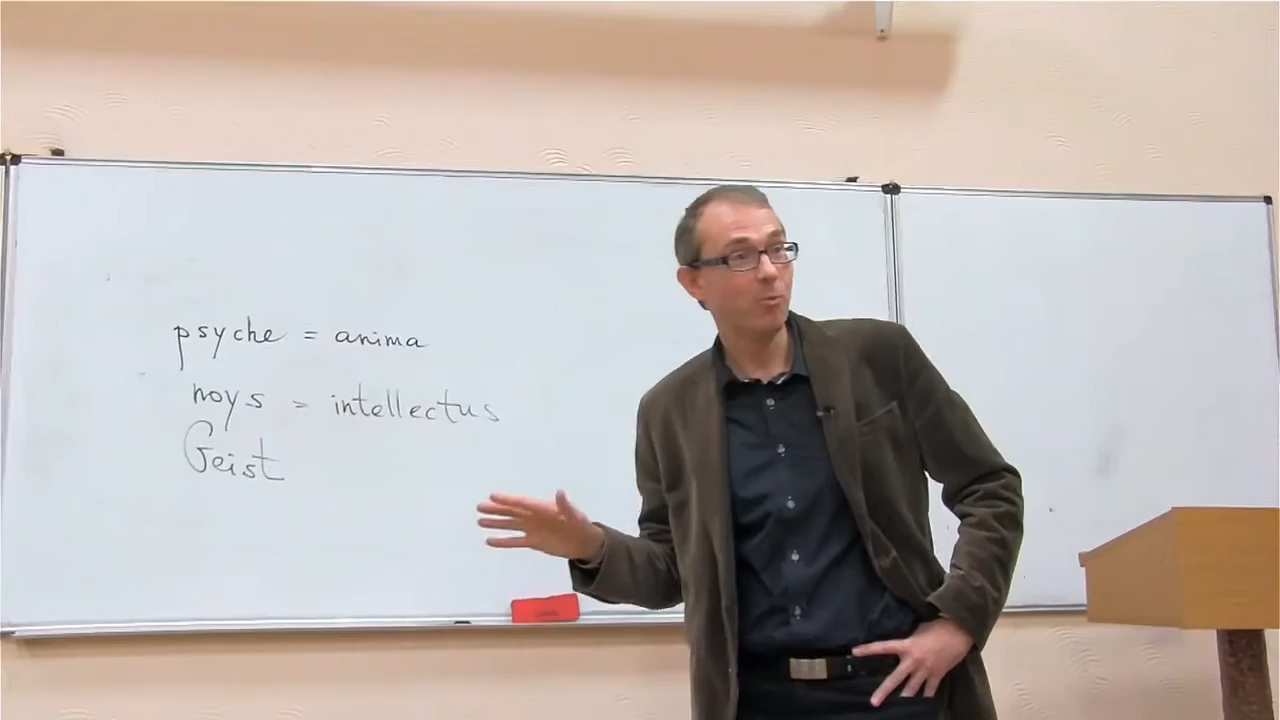 psyche = anima
noys = intellectus
Geist